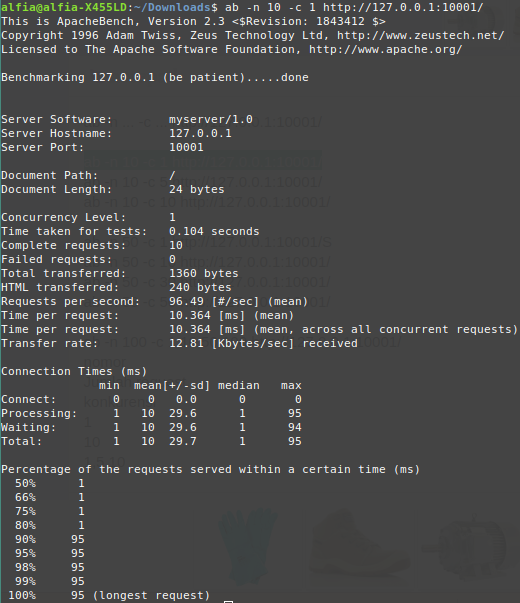 alfia@alfia-X455LD:~/Downloads$ ab -n 10 -c 1 http://127.0.0.1:10001/
This is ApacheBench, Version 2.3 <$Revision: 1843412 $>
Copyright 1996 Adam Twiss, Zeus Technology Ltd, http://www.zeustech.net/
Licensed to The Apache Software Foundation, http://www.apache.org/

Benchmarking 127.0.0.1 (be patient).....done


Server Software:        myserver/1.0
Server Hostname:        127.0.0.1
Server Port:            10001

Document Path:          /
Document Length:        24 bytes

Concurrency Level:      1
Time taken for tests:   0.104 seconds
Complete requests:      10
Failed requests:        0
Total transferred:      1360 bytes
HTML transferred:       240 bytes
Requests per second:    96.49 [#/sec] (mean)
Time per request:       10.364 [ms] (mean)
Time per request:       10.364 [ms] (mean, across all concurrent requests)
Transfer rate:          12.81 [Kbytes/sec] received

Connection Times (ms)
              min  mean[+/-sd] median   max
Connect:        0    0   0.0      0       0
Processing:     1   10  29.6      1      95
Waiting:        1   10  29.6      1      94
Total:          1   10  29.7      1      95

Percentage of the requests served within a certain time (ms)
  50%      1
  66%      1
  75%      1
  80%      1
  90%     95
  95%     95
  98%     95
  99%     95
 100%     95 (longest request)